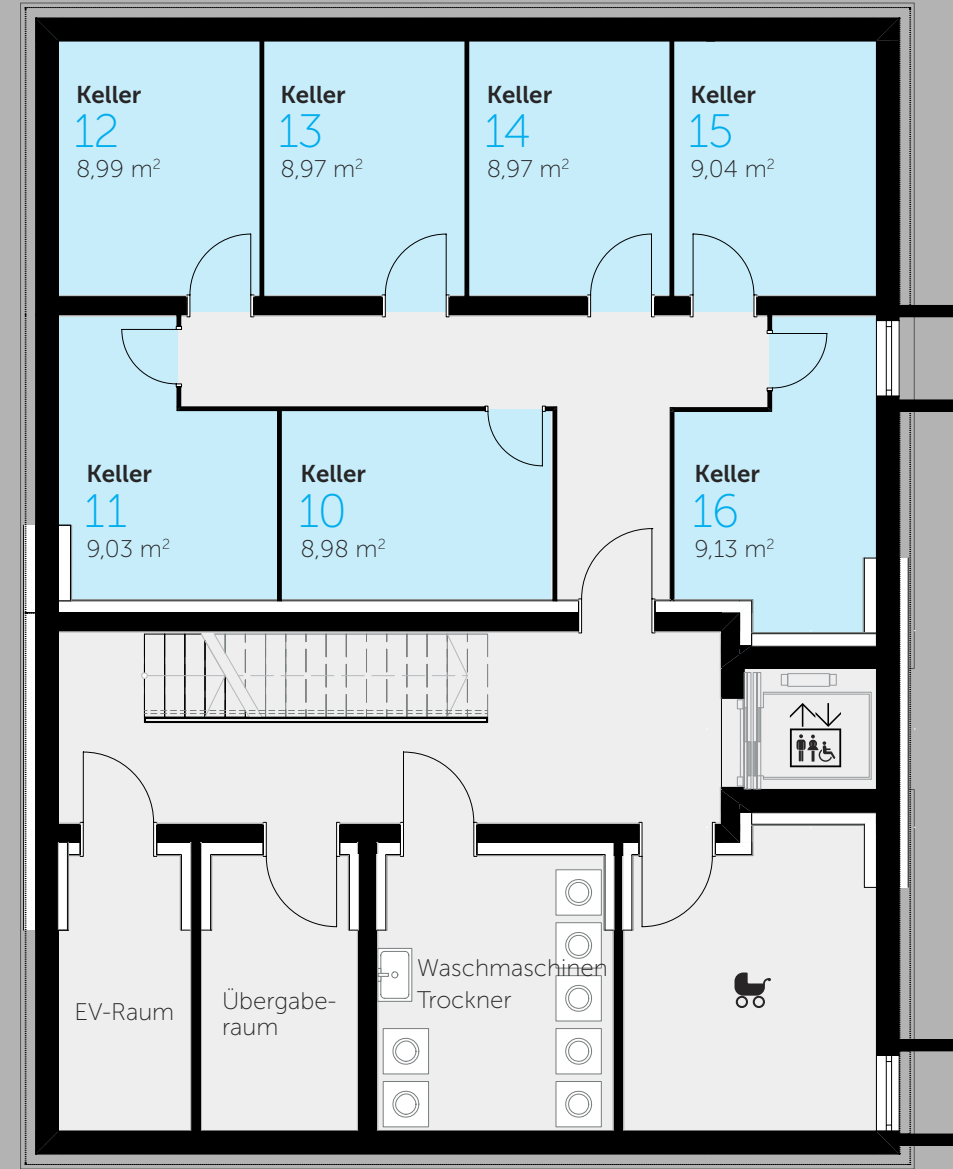 Keller
12
8,99 m²
Keller
13
8,97 m²
Keller
14
8,97 m²
Keller
15
9,04 m²
Keller
11
9,03 m²
Keller
10
8,98 m²
Keller
16
9,13 m²
EV-Raum
Übergabe-
raum
Waschmaschinen
Trockner